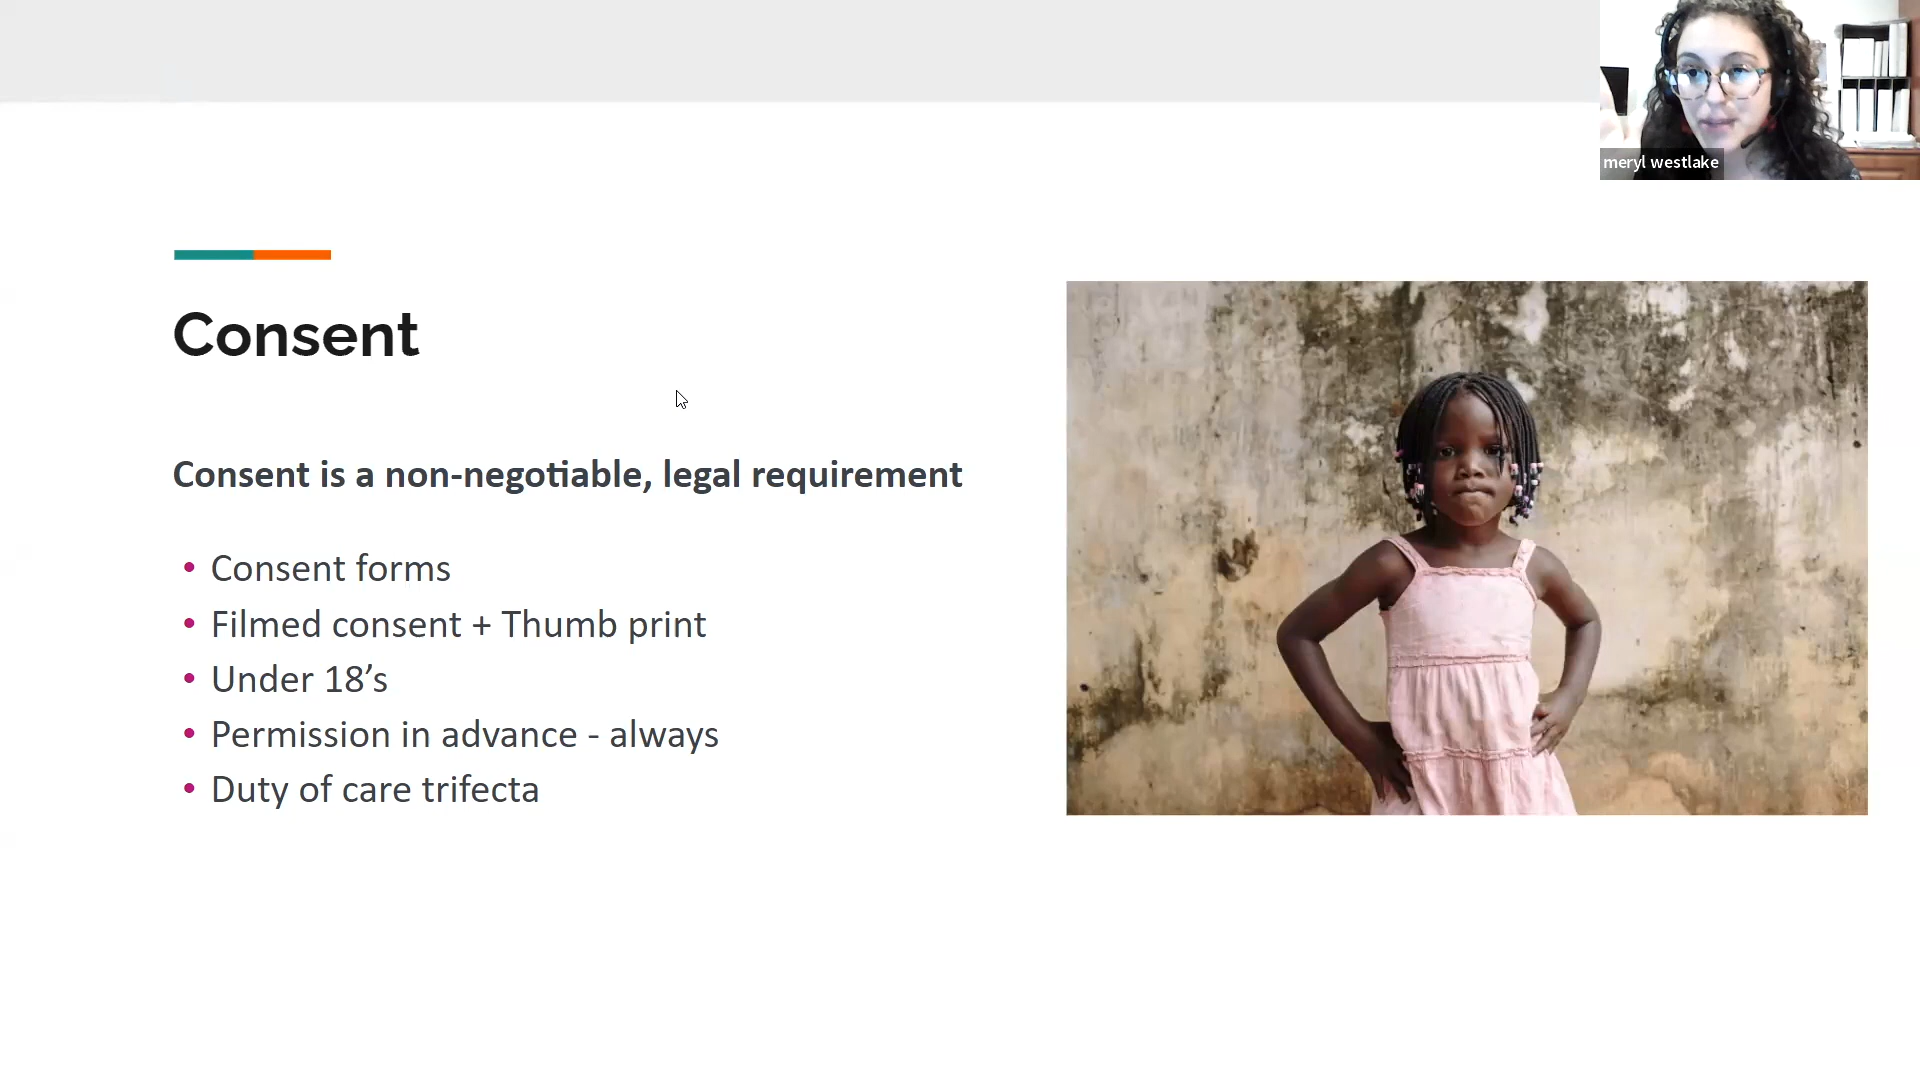 meryl westlake
Consent
Consent is a non-negotiable, legal requirement
• Consent forms
• Filmed consent + Thumb print
• Under 18’s
• Permission in advance - always
• Duty of care trifecta